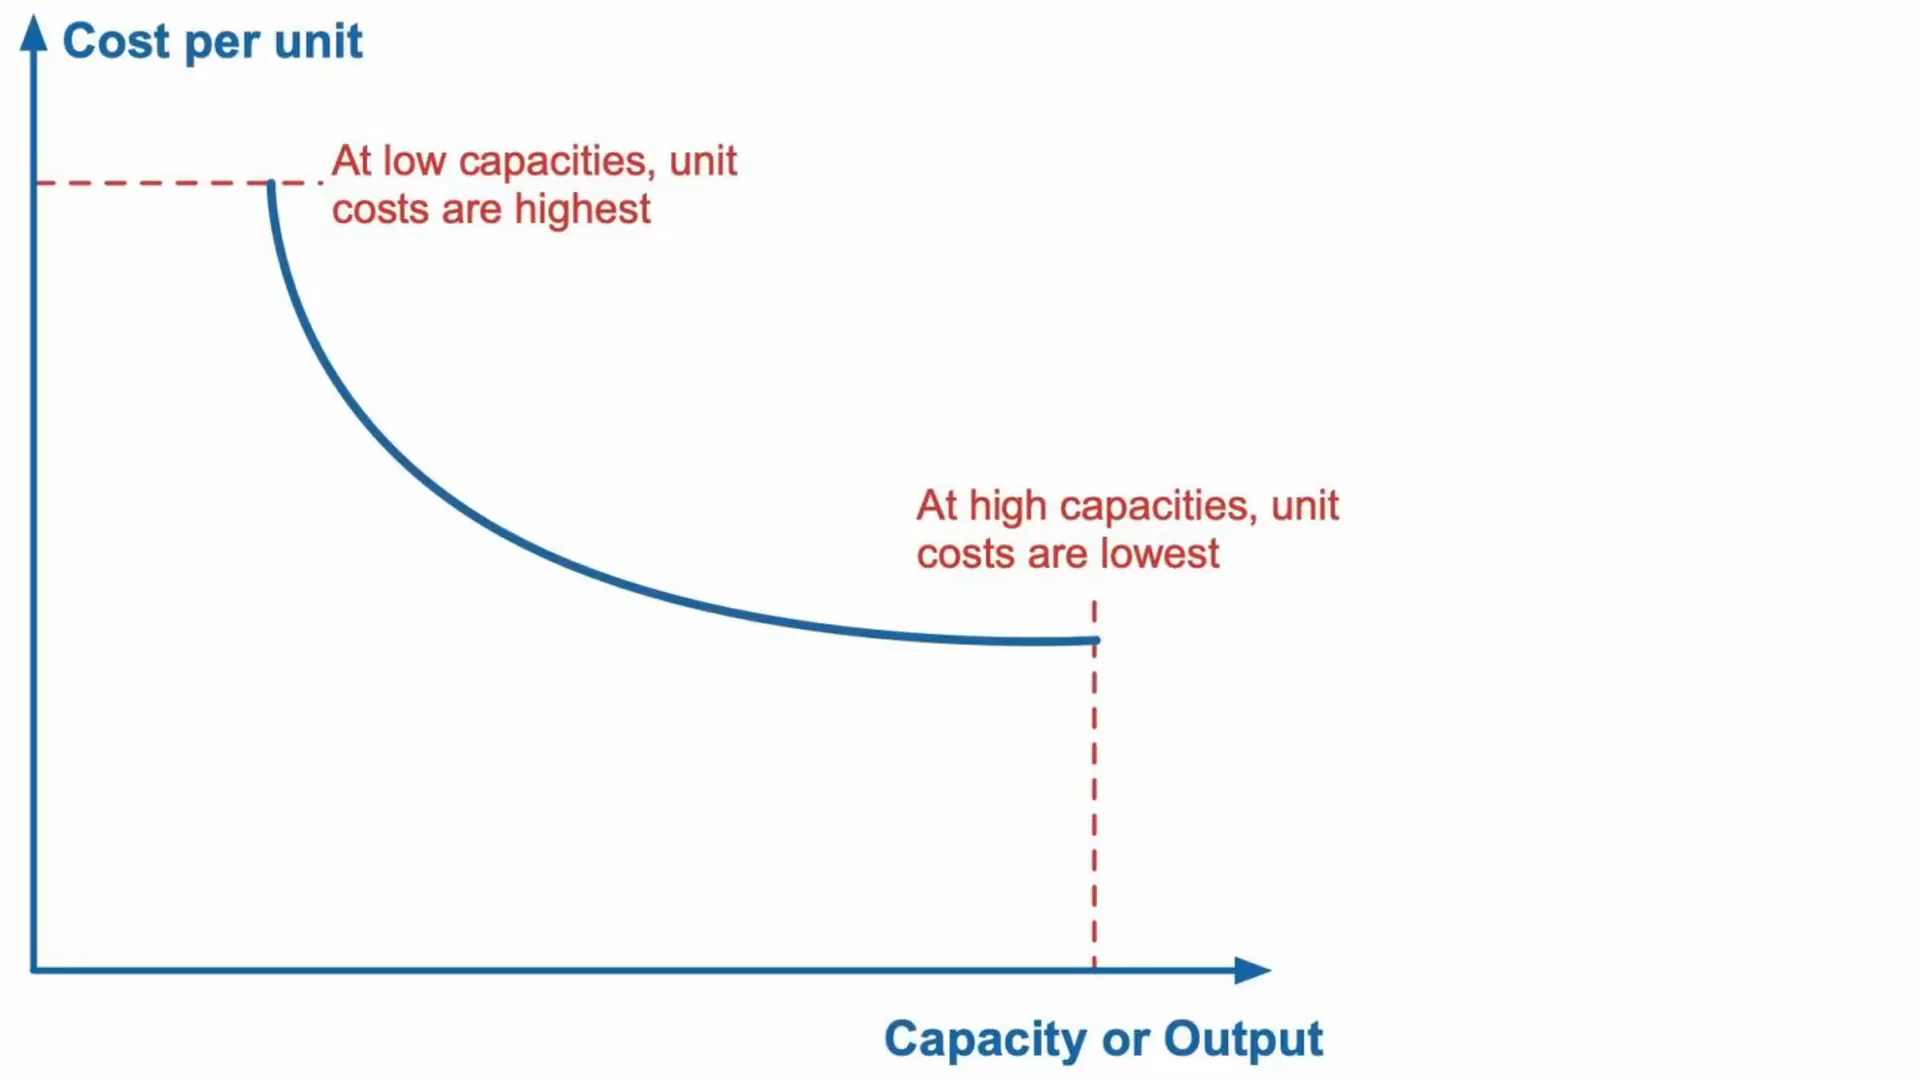 Cost per unit
At low capacities, unit
costs are highest
At high capacities, unit
costs are lowest
Capacity or Output